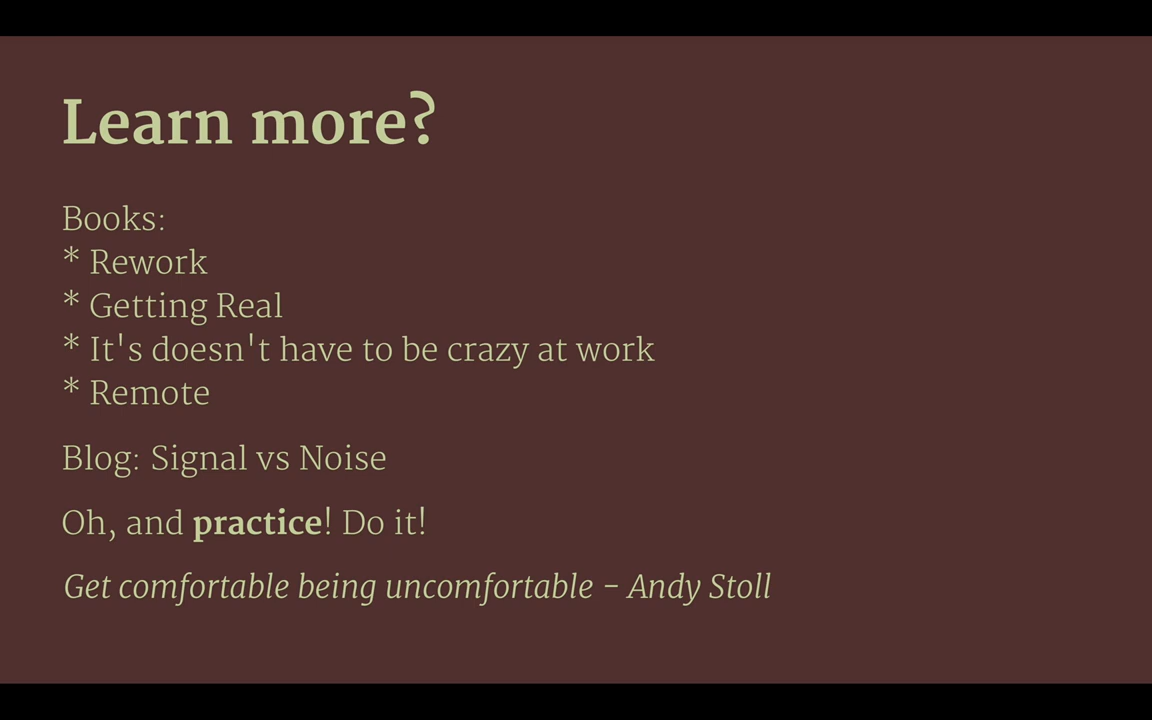 Learn more?
Books:
* Rework
* Getting Real
* It's doesn't have to be crazy at work
* Remote
Blog: Signal vs Noise
Oh, and practice! Do it!
Get comfortable being uncomfortable - Andy Stoll